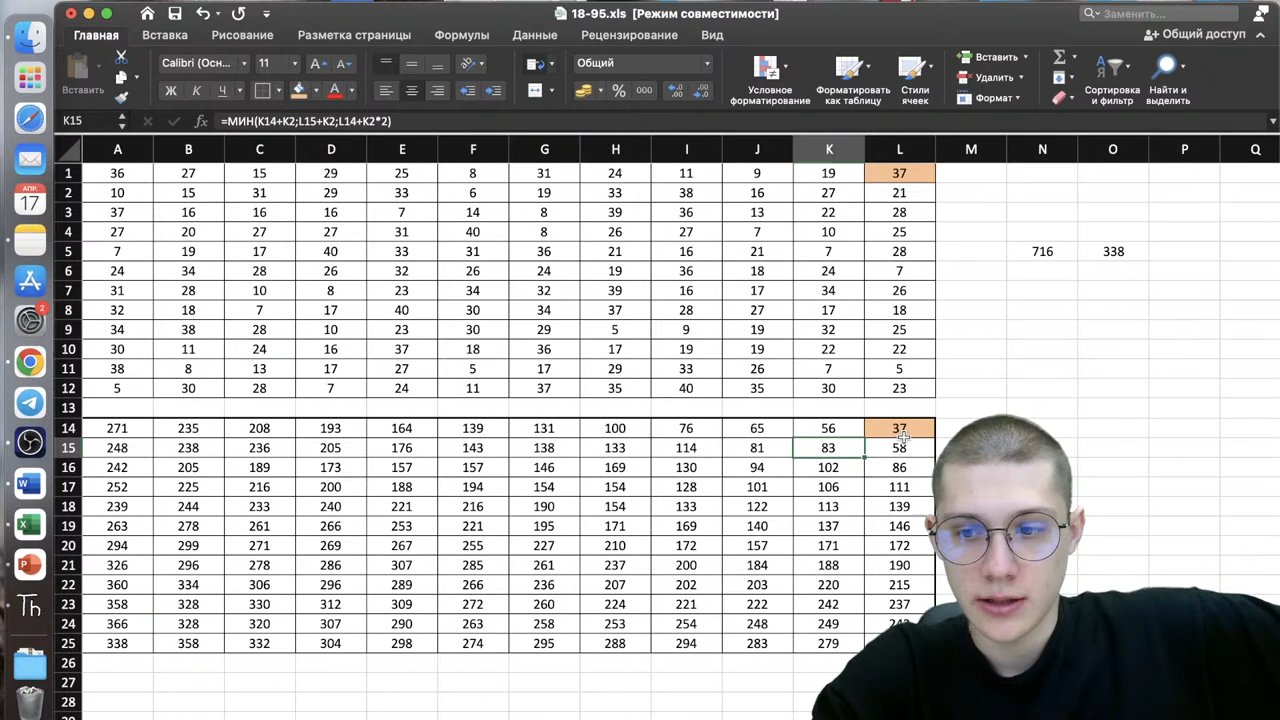 18-95.xls [Режим совместимости]
Заменить...
Главная Вставка Рисование Разметка страницы Формулы Данные Рецензирование Вид Общий доступ
Вставить Calibri (Осн... 11 Общий Условное форматирование Форматировать как таблицу Стили ячеек Вставить Удалить Формат Сортировка и фильтр Найти и выделить
Ж К Ч % 000
K15 fx =МИН(K14+K2;L15+K2;L14+K2*2)
АПР. 17
2
W
X
P
Th
A B C D E F G H I J K L M N O P Q
1 36 27 15 29 25 8 31 24 11 9 19 37
2 10 15 31 29 33 6 19 33 38 16 27 21
3 37 16 16 16 7 14 8 39 36 13 22 28
4 27 20 27 27 31 40 8 26 27 7 10 25
5 7 19 17 40 33 31 36 21 16 21 7 28 716 338
6 24 34 28 26 32 26 24 19 36 18 24 7
7 31 28 10 8 23 34 32 39 16 17 34 26
8 32 18 7 17 40 30 34 37 28 27 17 18
9 34 38 28 10 23 30 29 5 9 19 32 25
10 30 11 24 16 37 18 36 17 19 19 22 22
11 38 8 13 17 27 5 17 29 33 26 7 5
12 5 30 28 7 24 11 37 35 40 35 30 23
13
14 271 235 208 193 164 139 131 100 76 65 56 37
15 248 238 236 205 176 143 138 133 114 81 83 58
16 242 205 189 173 157 157 146 169 130 94 102 86
17 252 225 216 200 188 194 154 154 128 101 106 111
18 239 244 233 240 221 216 190 154 133 122 113 139
19 263 278 261 266 253 221 195 171 169 140 137 146
20 294 299 271 269 267 255 227 210 172 157 171 172
21 326 296 278 286 307 285 261 237 200 184 188 190
22 360 334 306 296 289 266 236 207 202 203 220 215
23 358 328 330 312 309 272 260 224 221 222 242 237
24 366 328 320 307 290 263 258 253 254 248 249
25 338 358 332 304 298 274 295 288 294 283 279
26
27
28